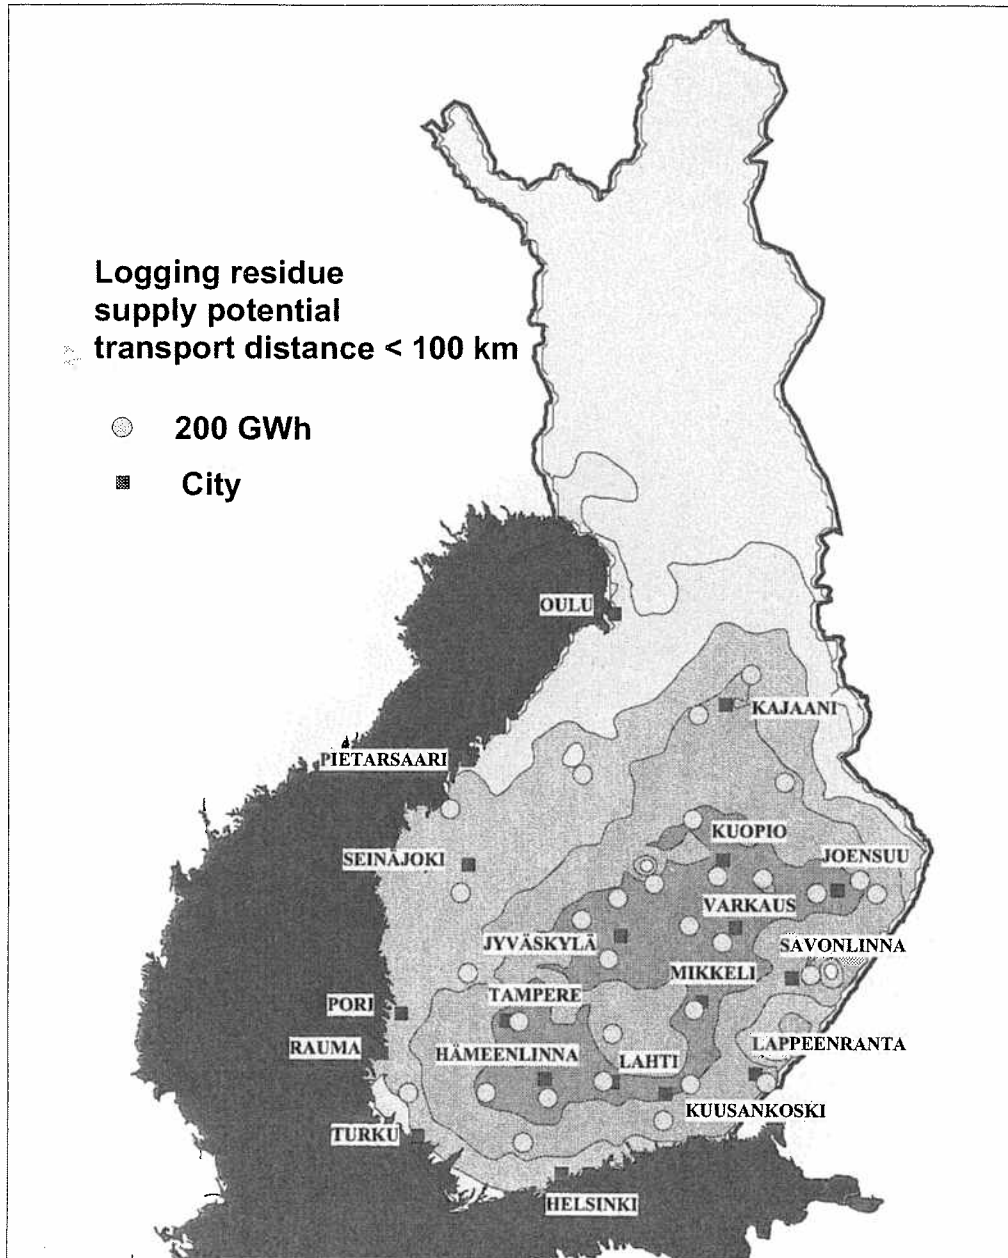 Logging residue
supply potential
transport distance < 100 km
200 GWh
City
OULU
KAJAANI
PIETARSAARI
KUOPIO
SEINÄJOKI
JOENSUU
VARKAUS
JYVÄSKYLÄ
SAVONLINNA
MIKKELI
TAMPERE
PORI
RAUMA
LAPPEENRANTA
HÄMEENLINNA
LAHTI
KUUSANKOSKI
TURKU
HELSINKI